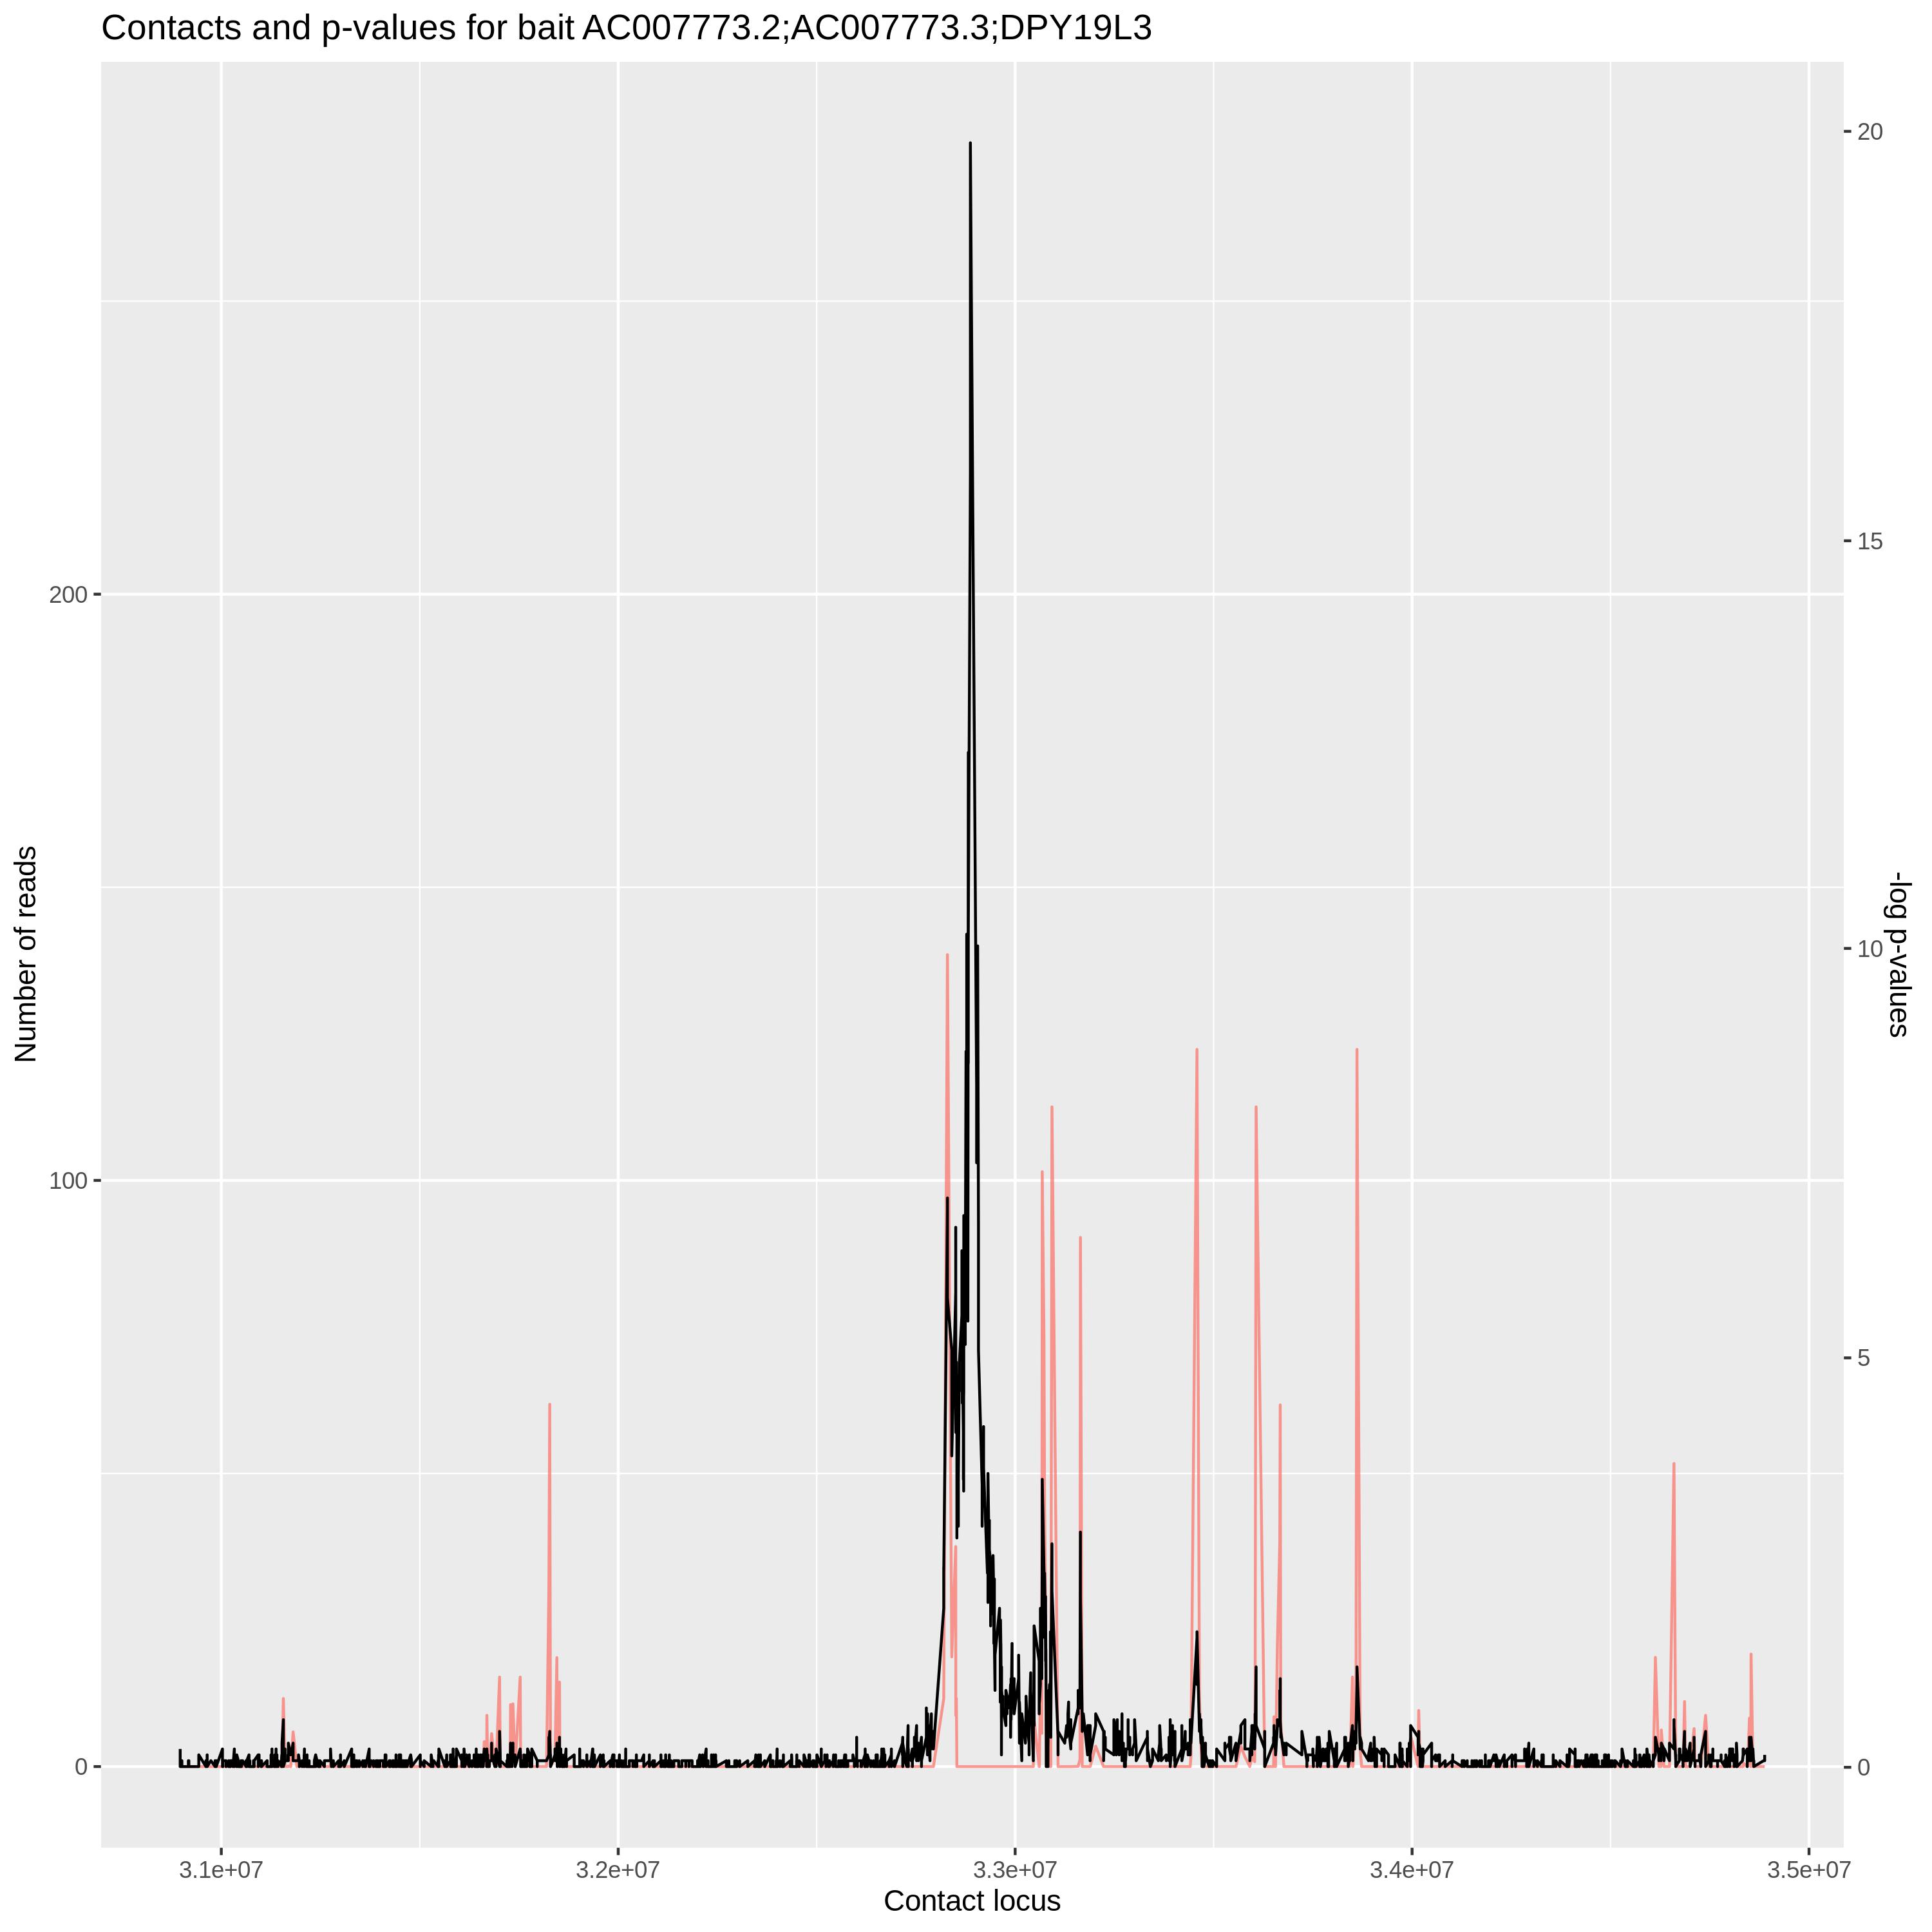 Contacts and p-values for bait AC007773.2;AC007773.3;DPY19L3
Number of reads
200
100
0
20
15
10
5
0
-log p-values
3.1e+07 3.2e+07 3.3e+07 3.4e+07 3.5e+07
Contact locus